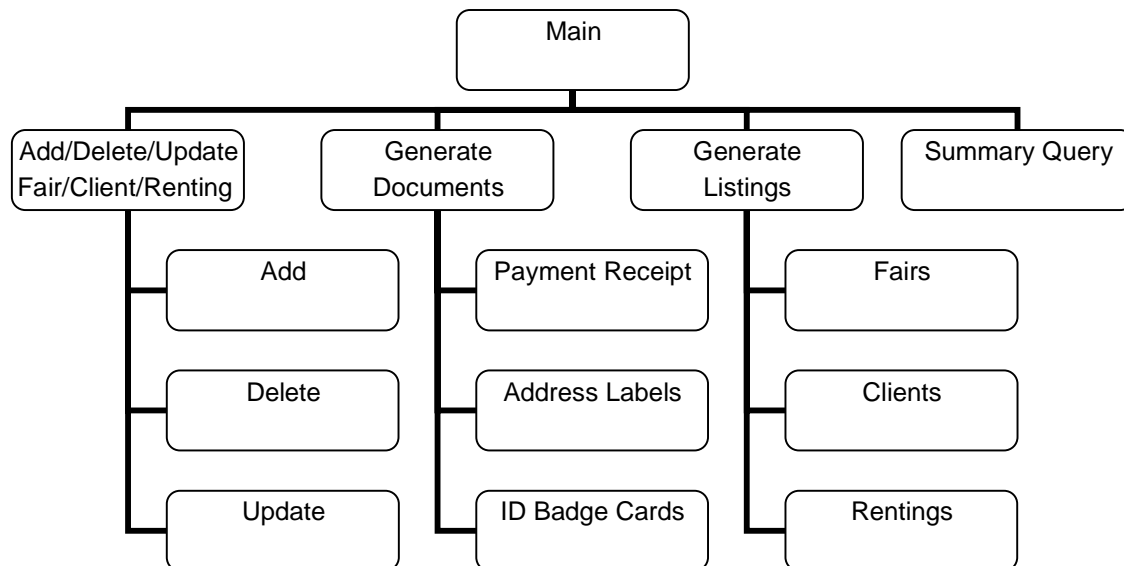 Main
Add/Delete/Update
Fair/Client/Renting
Generate
Documents
Generate
Listings
Summary Query
Add
Payment Receipt
Fairs
Delete
Address Labels
Clients
Update
ID Badge Cards
Rentings